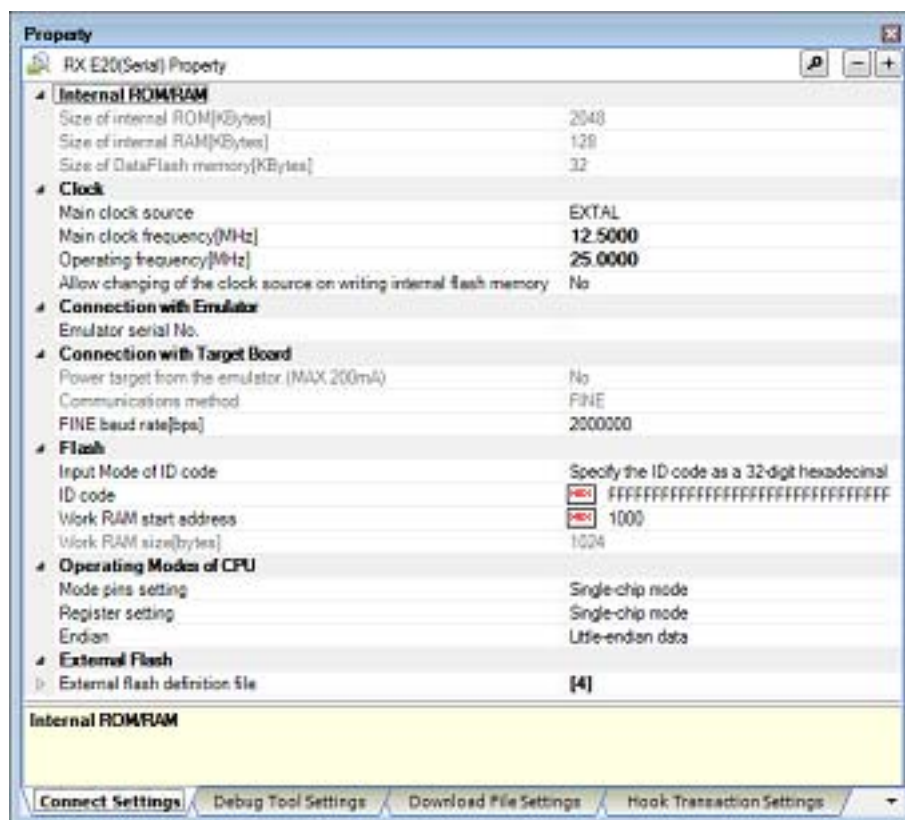 Property
RX E20(Serial) Property
Internal ROM/RAM
Size of internal ROM[KBytes] 2048
Size of internal RAM[KBytes] 128
Size of DataFlash memory[KBytes] 32
Clock
Main clock source EXTAL
Main clock frequency[MHz] 12.5000
Operating frequency[MHz] 25.0000
Allow changing of the clock source on writing internal flash memory No
Connection with Emulator
Emulator serial No.
Connection with Target Board
Power target from the emulator.(MAX 200mA) No
Communications method FINE
FINE baud rate[bps] 2000000
Flash
Input Mode of ID code Specify the ID code as a 32-digit hexadecimal
ID code HEX FFFFFFFFFFFFFFFFFFFFFFFFFFFFFFFF
Work RAM start address HEX 1000
Work RAM size[bytes] 1024
Operating Modes of CPU
Mode pins setting Single-chip mode
Register setting Single-chip mode
Endian Little-endian data
External Flash
External flash definition file [4]
Internal ROM/RAM
Connect Settings Debug Tool Settings Download File Settings Hook Transaction Settings